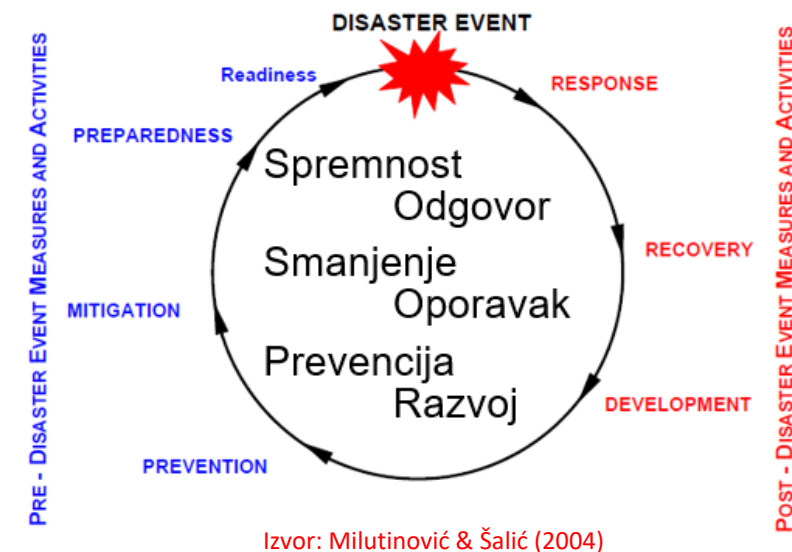 DISASTER EVENT
PRE - DISASTER EVENT MEASURES AND ACTIVITIES
Readiness
PREPAREDNESS
MITIGATION
PREVENTION
Spremnost
Odgovor
Smanjenje
Oporavak
Prevencija
Razvoj
RESPONSE
RECOVERY
DEVELOPMENT
POST - DISASTER EVENT MEASURES AND ACTIVITIES
Izvor: Milutinović & Šalić (2004)